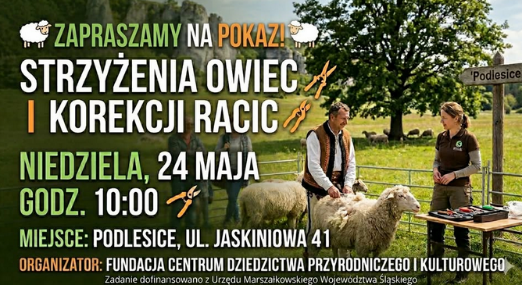 ZAPRASZAMY NA POKAZ!
STRZYŻENIA OWIEC
I KOREKCJI RACIC
'Podlesice
NIEDZIELA, 24 MAJA
GODZ. 10:00
MIEJSCE: PODLESICE, UL. JASKINIOWA 41
ORGANIZATOR: FUNDACJA CENTRUM DZIEDZICTWA PRZYRODNICZEGO I KULTUROWEGO
Zadanie dofinansowano z Urzędu Marszałkowskiego Województwa Śląskiego